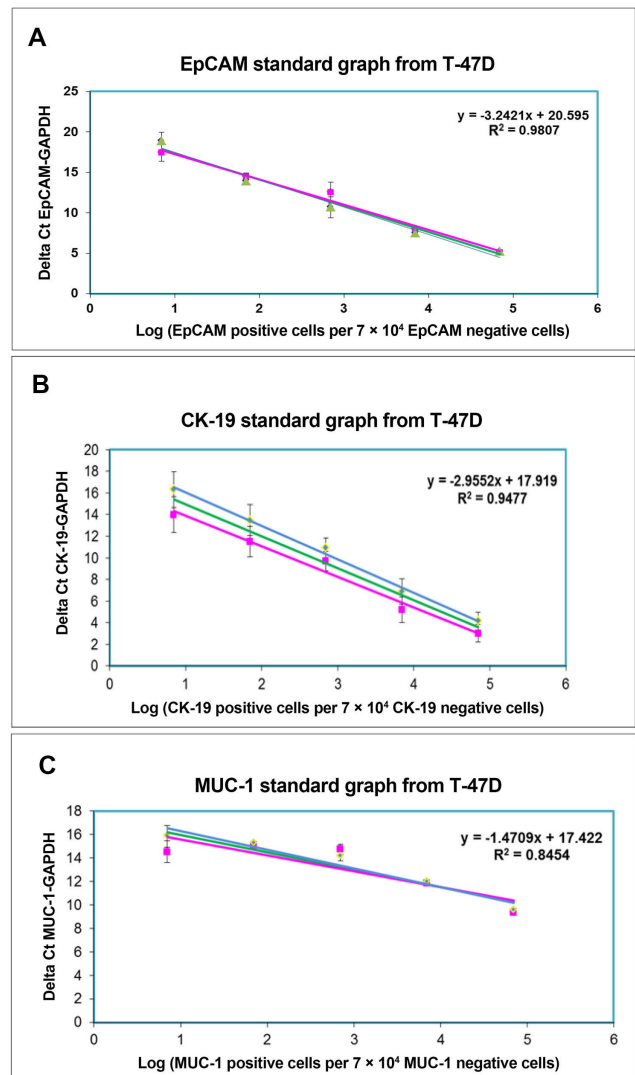 A
EpCAM standard graph from T-47D
y = -3.2421x + 20.595
R² = 0.9807
Delta Ct EpCAM-GAPDH
25
20
15
10
5
0
0 1 2 3 4 5 6
Log (EpCAM positive cells per 7 × 10⁴ EpCAM negative cells)
B
CK-19 standard graph from T-47D
y = -2.9552x + 17.919
R² = 0.9477
Delta Ct CK-19-GAPDH
20
18
16
14
12
10
8
6
4
2
0
0 1 2 3 4 5 6
Log (CK-19 positive cells per 7 × 10⁴ CK-19 negative cells)
C
MUC-1 standard graph from T-47D
y = -1.4709x + 17.422
R² = 0.8454
Delta Ct MUC-1-GAPDH
18
16
14
12
10
8
6
4
2
0
0 1 2 3 4 5 6
Log (MUC-1 positive cells per 7 × 10⁴ MUC-1 negative cells)